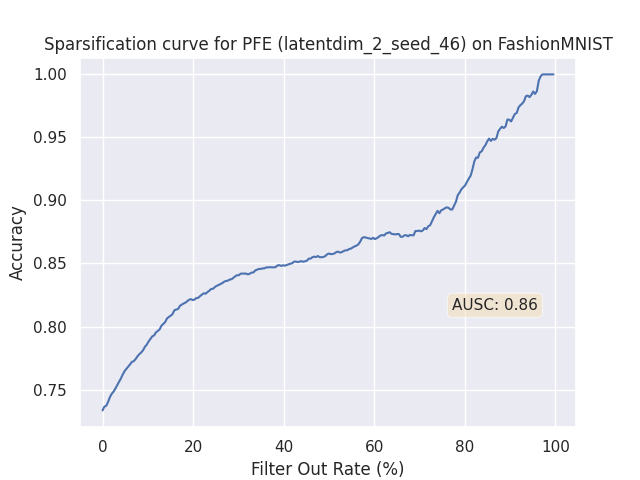 Sparsification curve for PFE (latentdim_2_seed_46) on FashionMNIST
1.00
0.95
0.90
0.85
0.80
0.75
Accuracy
AUSC: 0.86
0 20 40 60 80 100
Filter Out Rate (%)